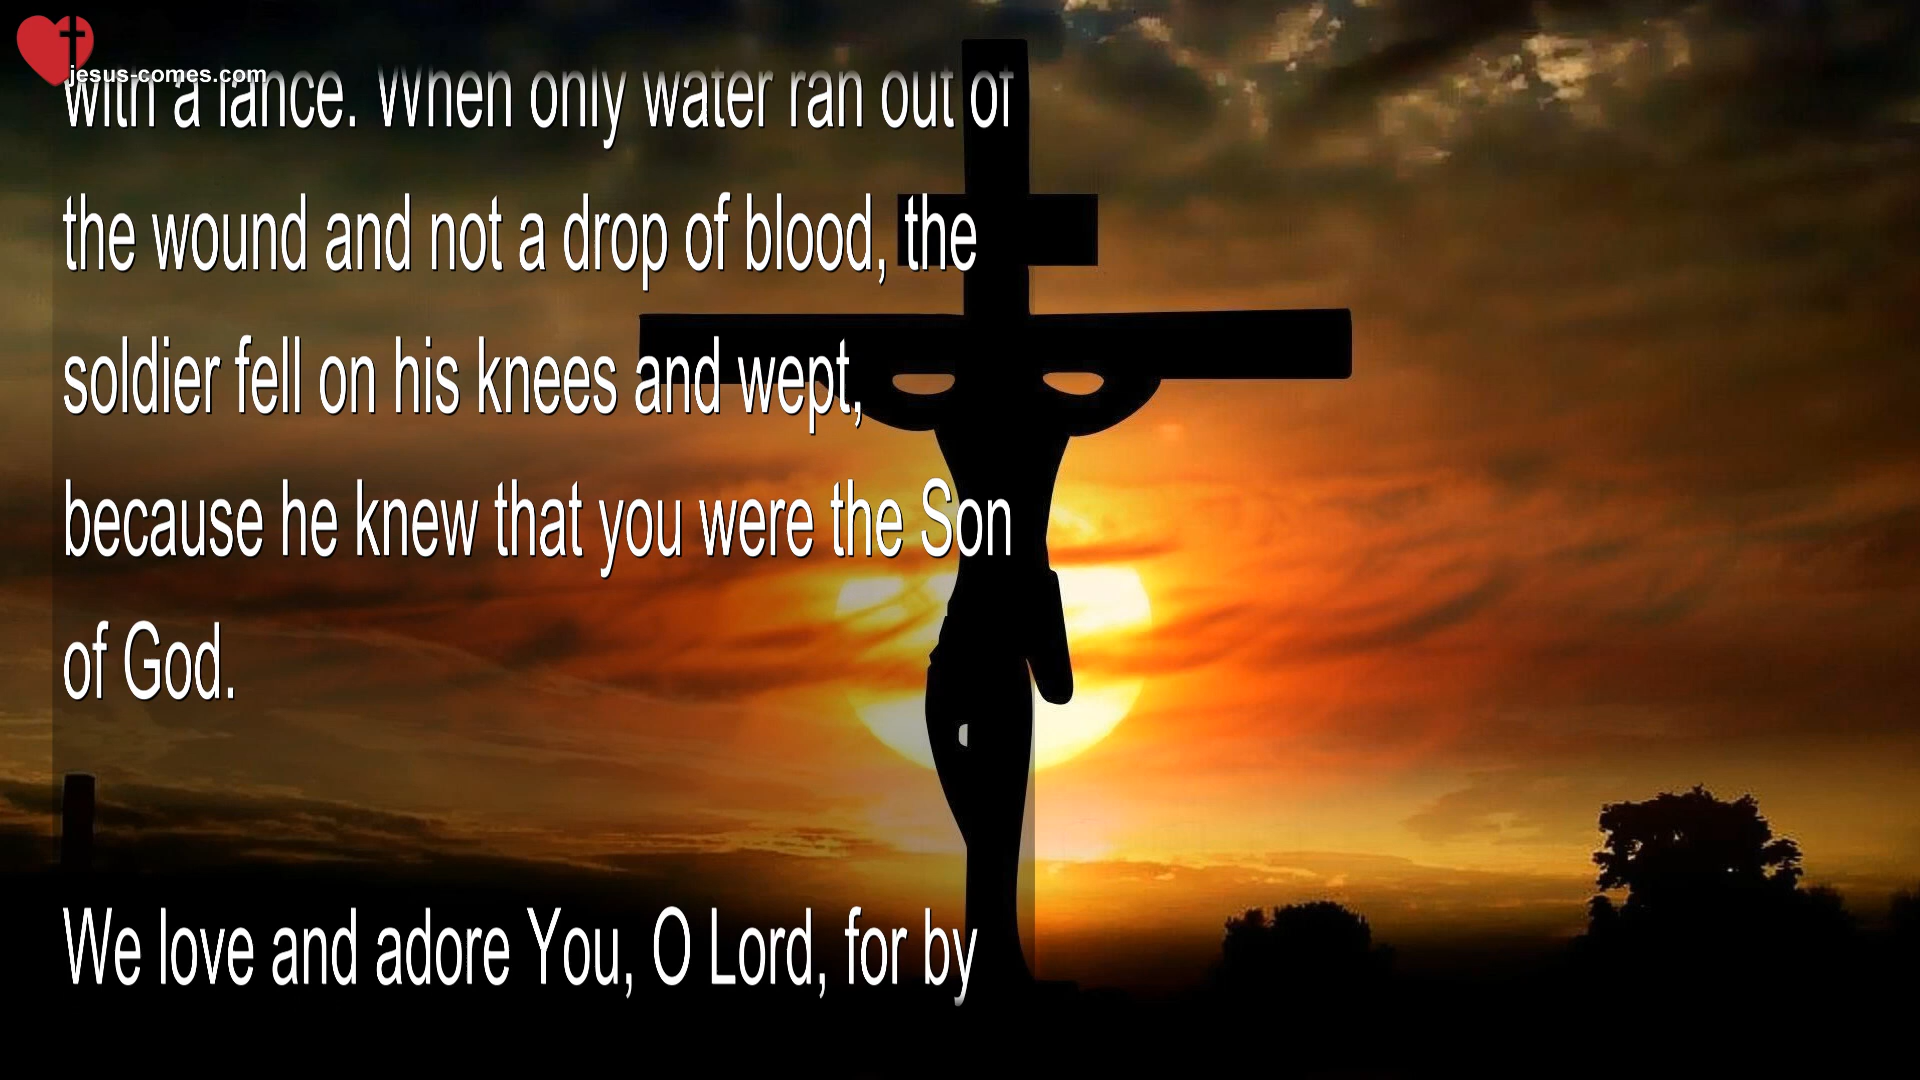 jesus-comes.com
with a lance. When only water ran out of
the wound and not a drop of blood, the
soldier fell on his knees and wept,
because he knew that you were the Son
of God.
We love and adore You, O Lord, for by